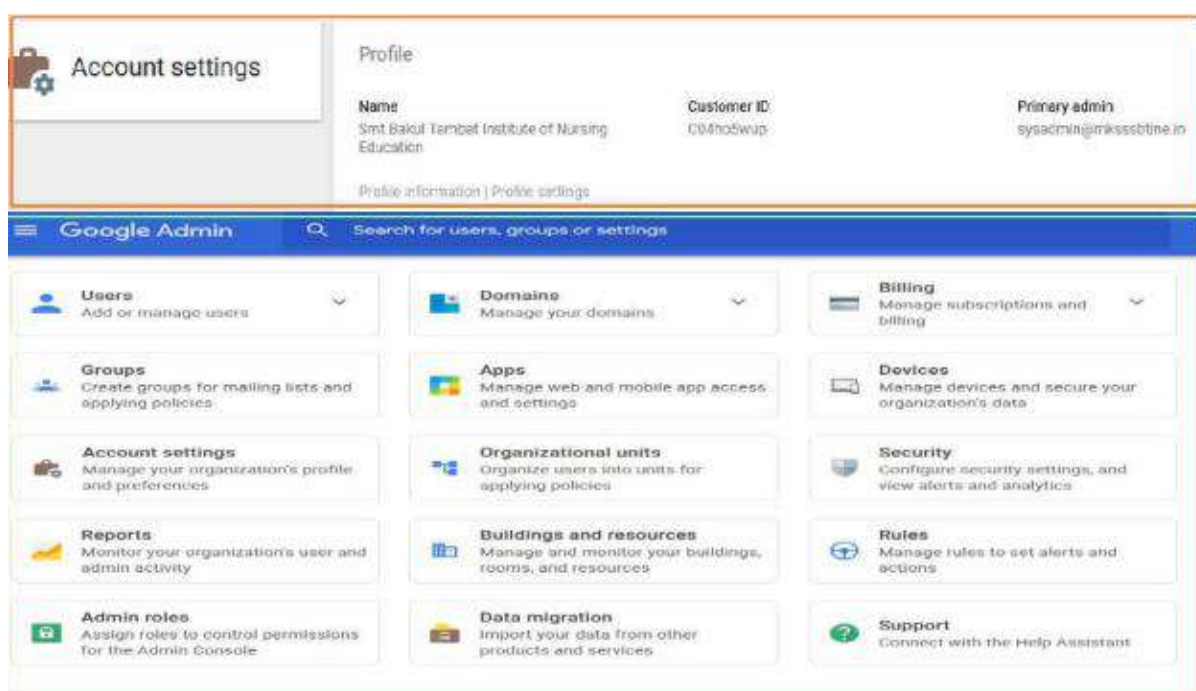 Account settings
Profile
Name
Smt Bakul Tambat Institute of Nursing
Education
Customer ID
C04ho5wup
Primary admin
sysadmin@mksssbtine.in
Profile information | Profile settings
Google Admin
Search for users, groups or settings
Users
Add or manage users
Domains
Manage your domains
Billing
Manage subscriptions and
billing
Groups
Create groups for mailing lists and
applying policies
Apps
Manage web and mobile app access
and settings
Devices
Manage devices and secure your
organization's data
Account settings
Manage your organization's profile
and preferences
Organizational units
Organize users into units for
applying policies
Security
Configure security settings, and
view alerts and analytics
Reports
Monitor your organization's user and
admin activity
Buildings and resources
Manage and monitor your buildings,
rooms, and resources
Rules
Manage rules to set alerts and
actions
Admin roles
Assign roles to control permissions
for the Admin Console
Data migration
Import your data from other
products and services
Support
Connect with the Help Assistant